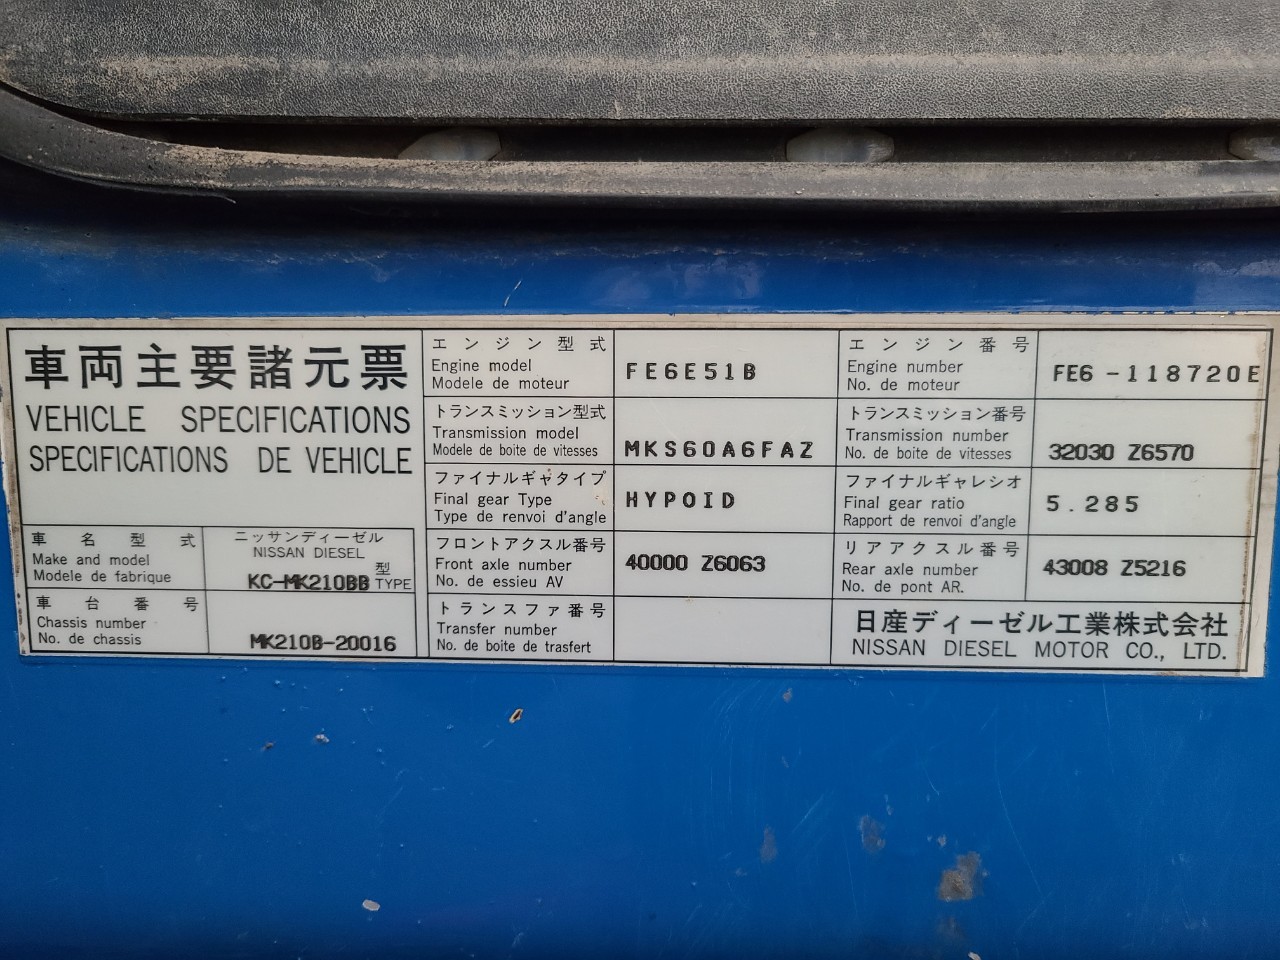 車両主要諸元票
VEHICLE SPECIFICATIONS
SPECIFICATIONS DE VEHICLE
車名型式
Make and model
Modele de fabrique
ニッサンディーゼル
NISSAN DIESEL
KC-MK210BB 型 TYPE
車台番号
Chassis number
No. de chassis
MK210B-20016
エンジン型式
Engine model
Modele de moteur
FE6E51B
エンジン番号
Engine number
No. de moteur
FE6-118720E
トランスミッション型式
Transmission model
Modele de boite de vitesses
MKS60A6FAZ
トランスミッション番号
Transmission number
No. de boite de vitesses
32030 Z6570
ファイナルギャタイプ
Final gear Type
Type de renvoi d'angle
HYPOID
ファイナルギャレシオ
Final gear ratio
Rapport de renvoi d'angle
5.285
フロントアクスル番号
Front axle number
No. de essieu AV
40000 Z6063
リアアクスル番号
Rear axle number
No. de pont AR.
43008 Z5216
トランスファ番号
Transfer number
No. de boite de trasfert
日産ディーゼル工業株式会社
NISSAN DIESEL MOTOR CO., LTD.